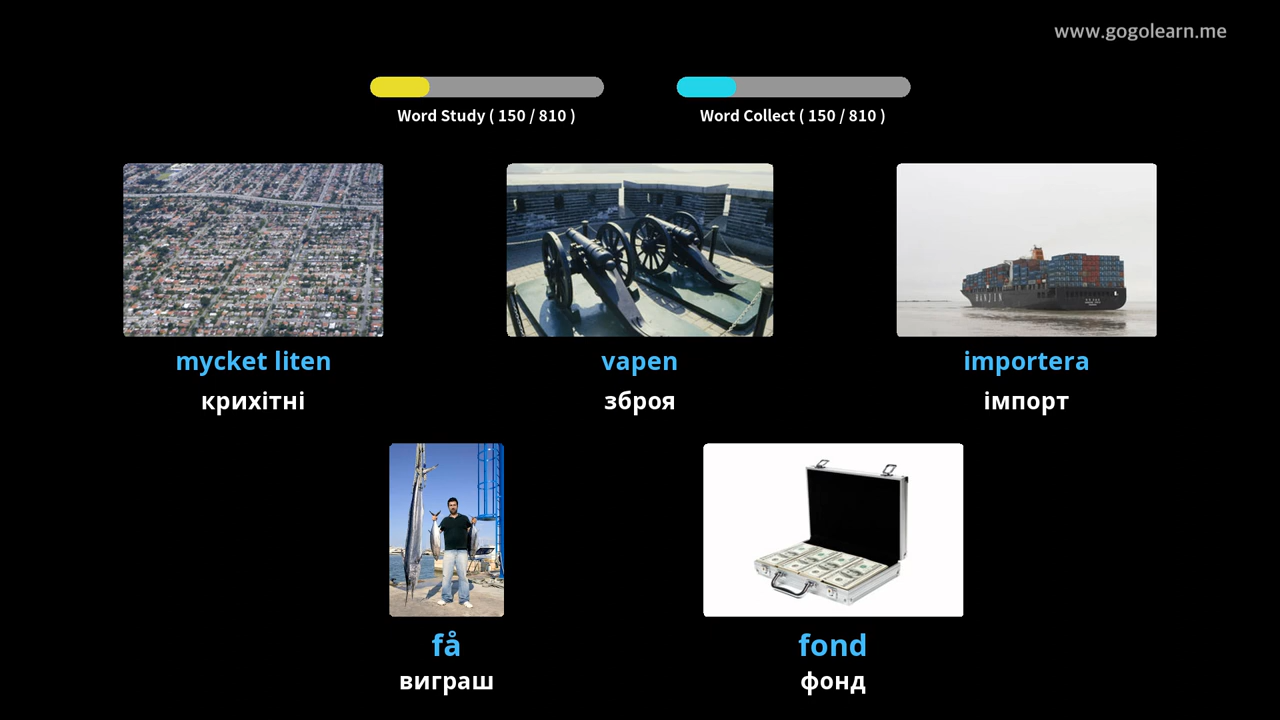 www.gogolearn.me
Word Study ( 150 / 810 )
Word Collect ( 150 / 810 )
HANJIN
mycket liten
vapen
importera
крихітні
зброя
імпорт
få
fond
виграш
фонд